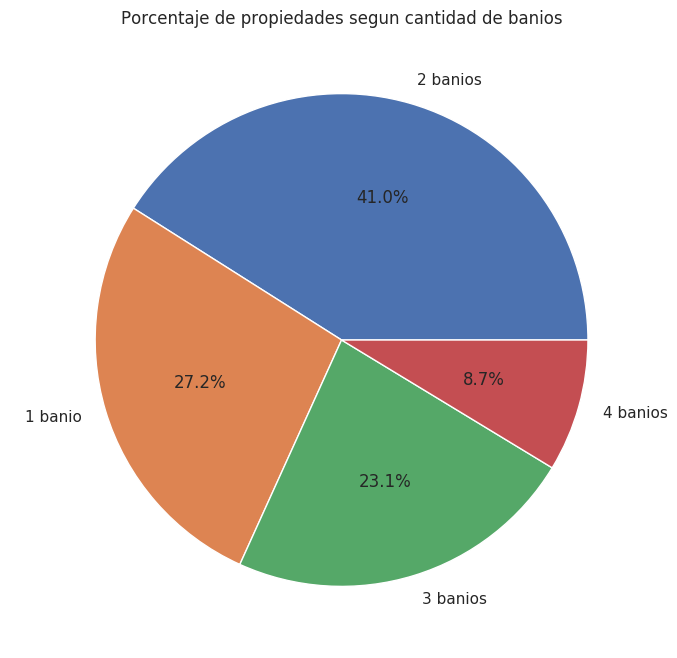 Porcentaje de propiedades segun cantidad de banios
2 banios
41.0%
27.2%
8.7%
1 banio
4 banios
23.1%
3 banios